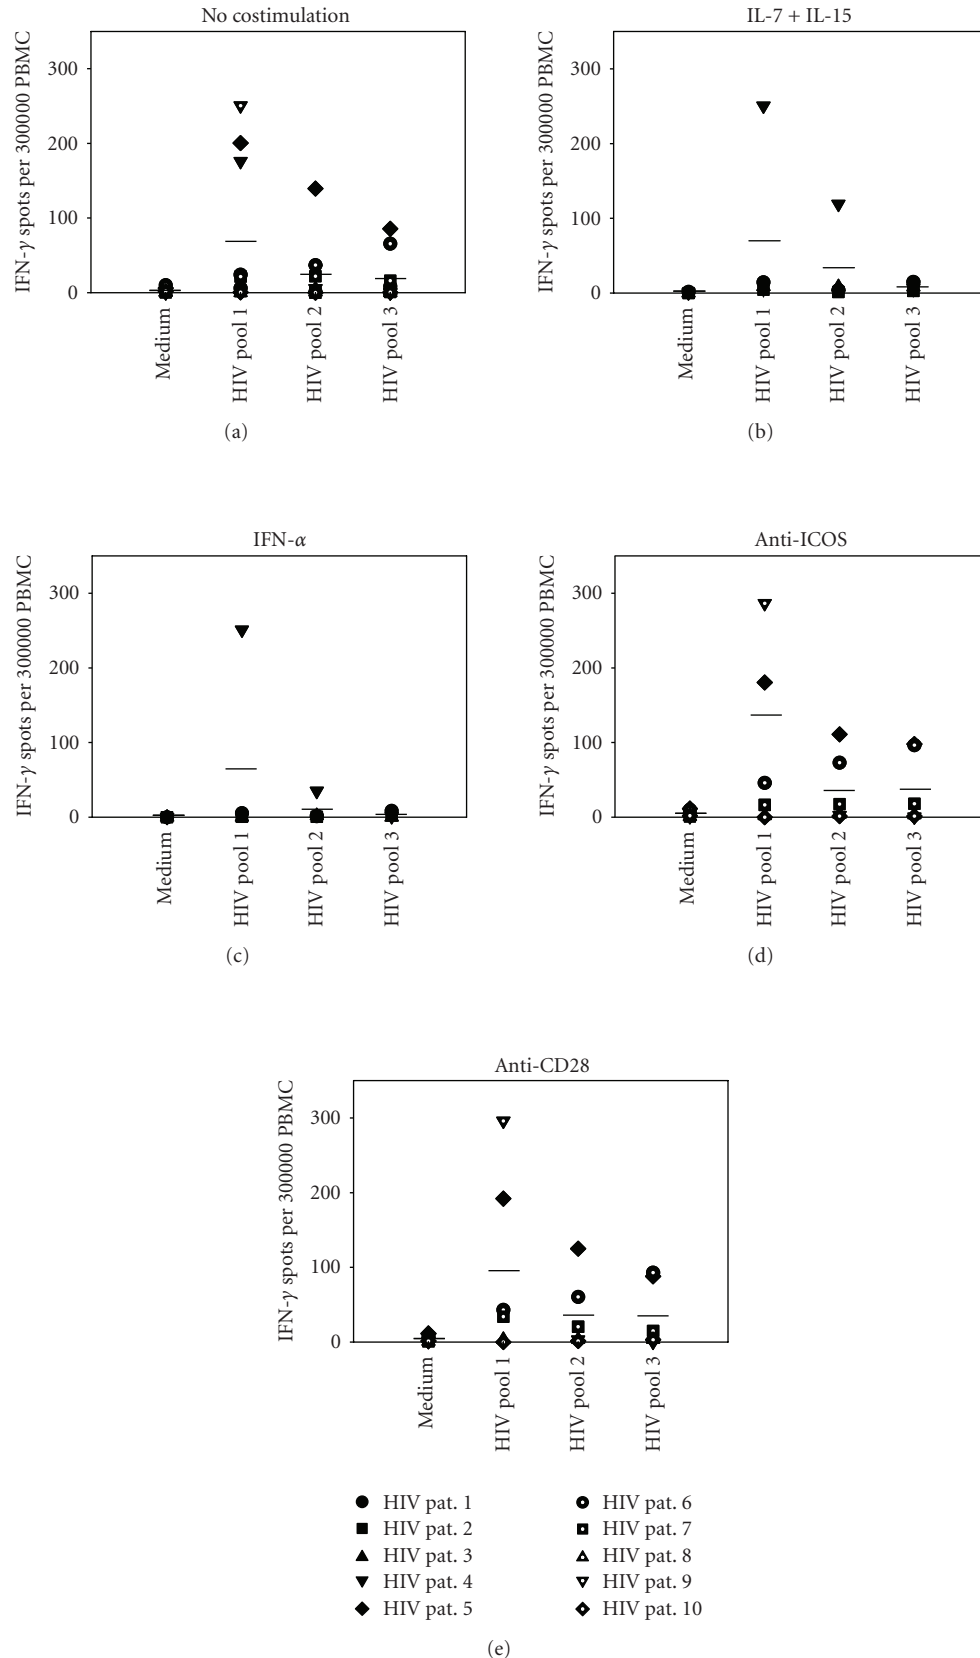 No costimulation
IFN-γ spots per 300000 PBMC
300
200
100
0
Medium
HIV pool 1
HIV pool 2
HIV pool 3
(a)
IL-7 + IL-15
IFN-γ spots per 300000 PBMC
300
200
100
0
Medium
HIV pool 1
HIV pool 2
HIV pool 3
(b)
IFN-α
IFN-γ spots per 300000 PBMC
300
200
100
0
Medium
HIV pool 1
HIV pool 2
HIV pool 3
(c)
Anti-ICOS
IFN-γ spots per 300000 PBMC
300
200
100
0
Medium
HIV pool 1
HIV pool 2
HIV pool 3
(d)
Anti-CD28
IFN-γ spots per 300000 PBMC
300
200
100
0
Medium
HIV pool 1
HIV pool 2
HIV pool 3
HIV pat. 1
HIV pat. 2
HIV pat. 3
HIV pat. 4
HIV pat. 5
HIV pat. 6
HIV pat. 7
HIV pat. 8
HIV pat. 9
HIV pat. 10
(e)